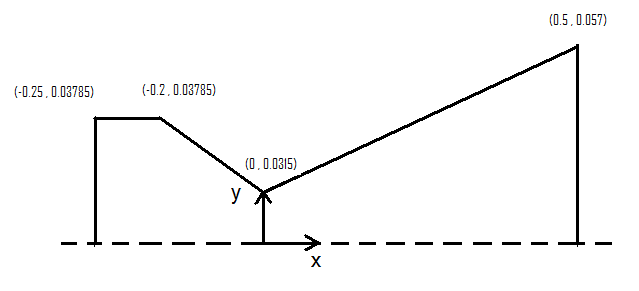 (0.5 , 0.057)
(-0.25 , 0.03785)
(-0.2 , 0.03785)
(0 , 0.0315)
y
x